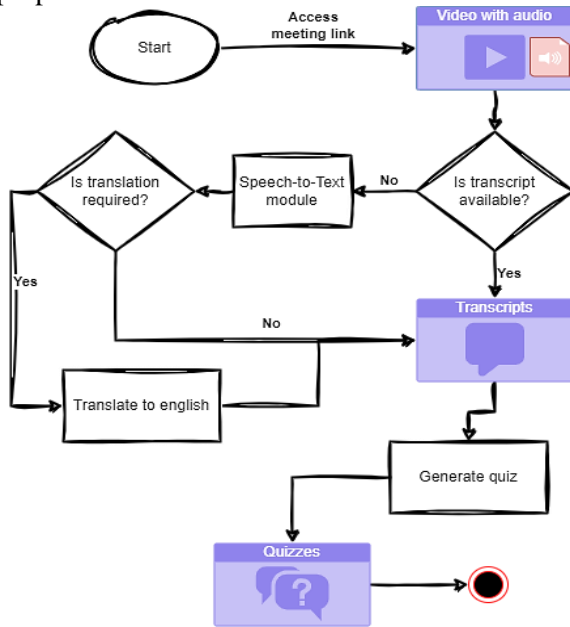 Access
meeting link
Video with audio
Start
Is translation
required?
Speech-to-Text
module
No
Is transcript
available?
Yes
Yes
Transcripts
No
Translate to english
Generate quiz
Quizzes
?